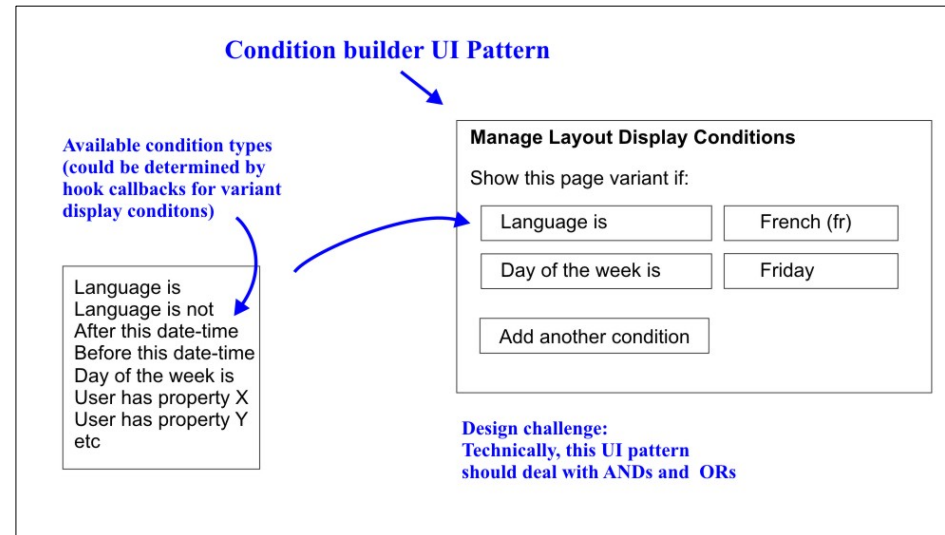 Condition builder UI Pattern
Available condition types
(could be determined by
hook callbacks for variant
display conditons)
Language is
Language is not
After this date-time
Before this date-time
Day of the week is
User has property X
User has property Y
etc
Manage Layout Display Conditions
Show this page variant if:
Language is French (fr)
Day of the week is Friday
Add another condition
Design challenge:
Technically, this UI pattern
should deal with ANDs and ORs